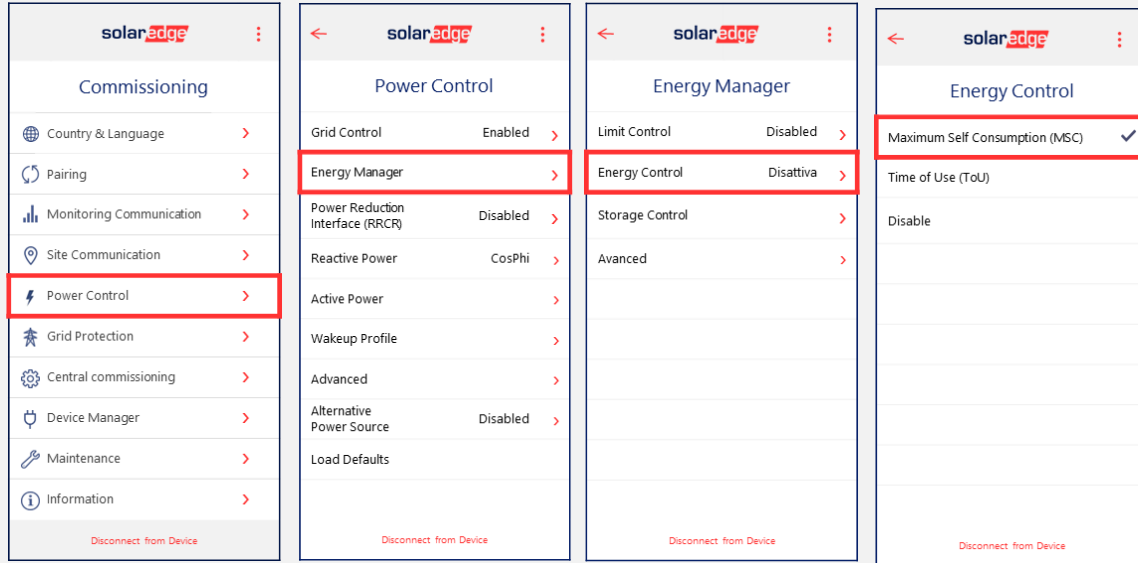 solaredge
Commissioning
Country & Language
Pairing
Monitoring Communication
Site Communication
Power Control
Grid Protection
Central commissioning
Device Manager
Maintenance
Information
Disconnect from Device
solaredge
Power Control
Grid Control Enabled
Energy Manager
Power Reduction
Interface (RRCR) Disabled
Reactive Power CosPhi
Active Power
Wakeup Profile
Advanced
Alternative
Power Source Disabled
Load Defaults
Disconnect from Device
solaredge
Energy Manager
Limit Control Disabled
Energy Control Disattiva
Storage Control
Avanced
Disconnect from Device
solaredge
Energy Control
Maximum Self Consumption (MSC)
Time of Use (ToU)
Disable
Disconnect from Device